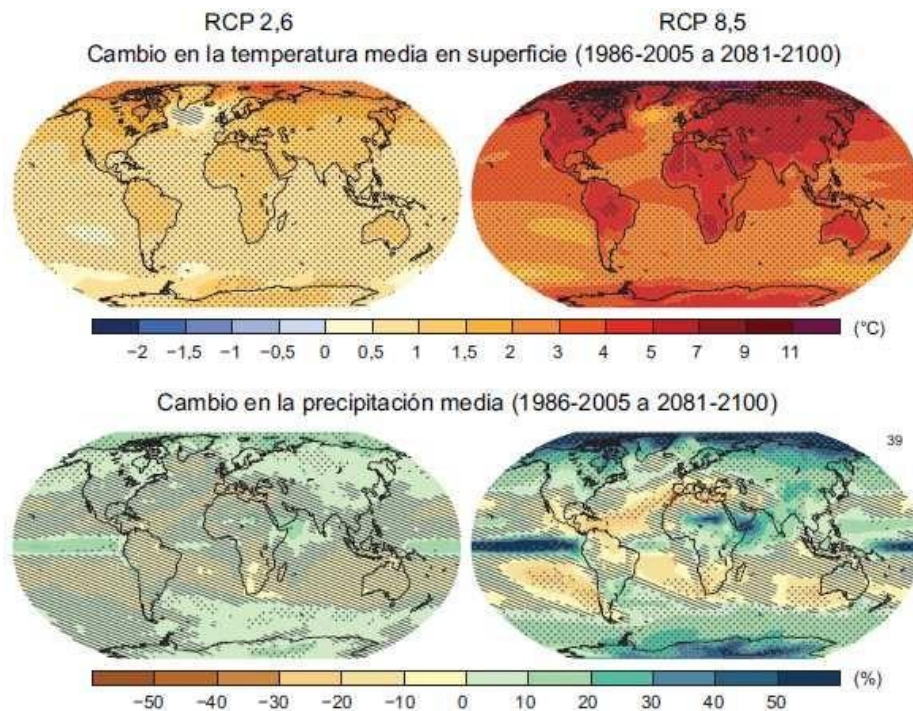 RCP 2,6 RCP 8,5
Cambio en la temperatura media en superficie (1986-2005 a 2081-2100)
−2 −1,5 −1 −0,5 0 0,5 1 1,5 2 3 4 5 7 9 11 (°C)
Cambio en la precipitación media (1986-2005 a 2081-2100)
39
−50 −40 −30 −20 −10 0 10 20 30 40 50 (%)